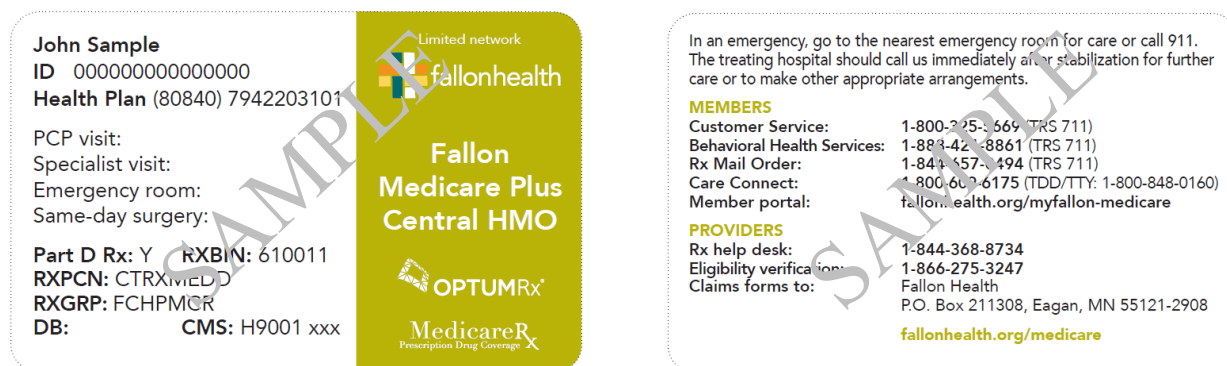 John Sample
ID 000000000000000
Health Plan (80840) 7942203101
PCP visit:
Specialist visit:
Emergency room:
Same-day surgery:
Part D Rx: Y RXBIN: 610011
RXPCN: CTRXMEDD
RXGRP: FCHPMCR
DB: CMS: H9001 xxx
SAMPLE
Limited network
fallonhealth
Fallon
Medicare Plus
Central HMO
OPTUMRx®
MedicareRx
Prescription Drug Coverage
In an emergency, go to the nearest emergency room for care or call 911.
The treating hospital should call us immediately after stabilization for further
care or to make other appropriate arrangements.
MEMBERS
Customer Service: (TRS 711)
Behavioral Health Services: (TRS 711)
Rx Mail Order: (TRS 711)
Care Connect: (TDD/TTY: 1-800-848-0160)
Member portal: fallonhealth.org/myfallon-medicare
PROVIDERS
Rx help desk: 1-844-368-8734
Eligibility verification: 1-866-275-3247
Claims forms to: Fallon Health
P.O. Box 211308, Eagan, MN 55121-2908
fallonhealth.org/medicare
SAMPLE